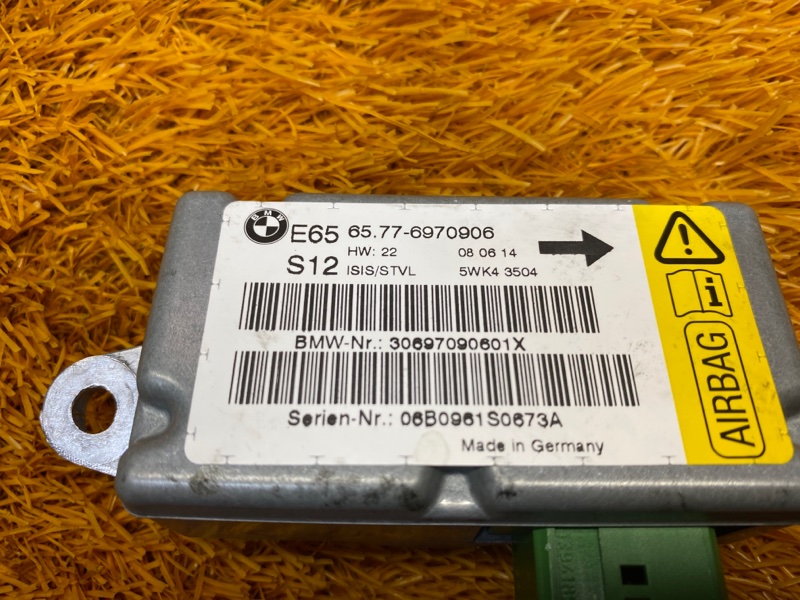 BMW
E65 65.77-6970906
HW: 22 08 06 14
S12 ISIS/STVL 5WK4 3504
BMW-Nr.: 30697090601X
Serien-Nr.: 06B0961S0673A
Made in Germany
AIRBAG